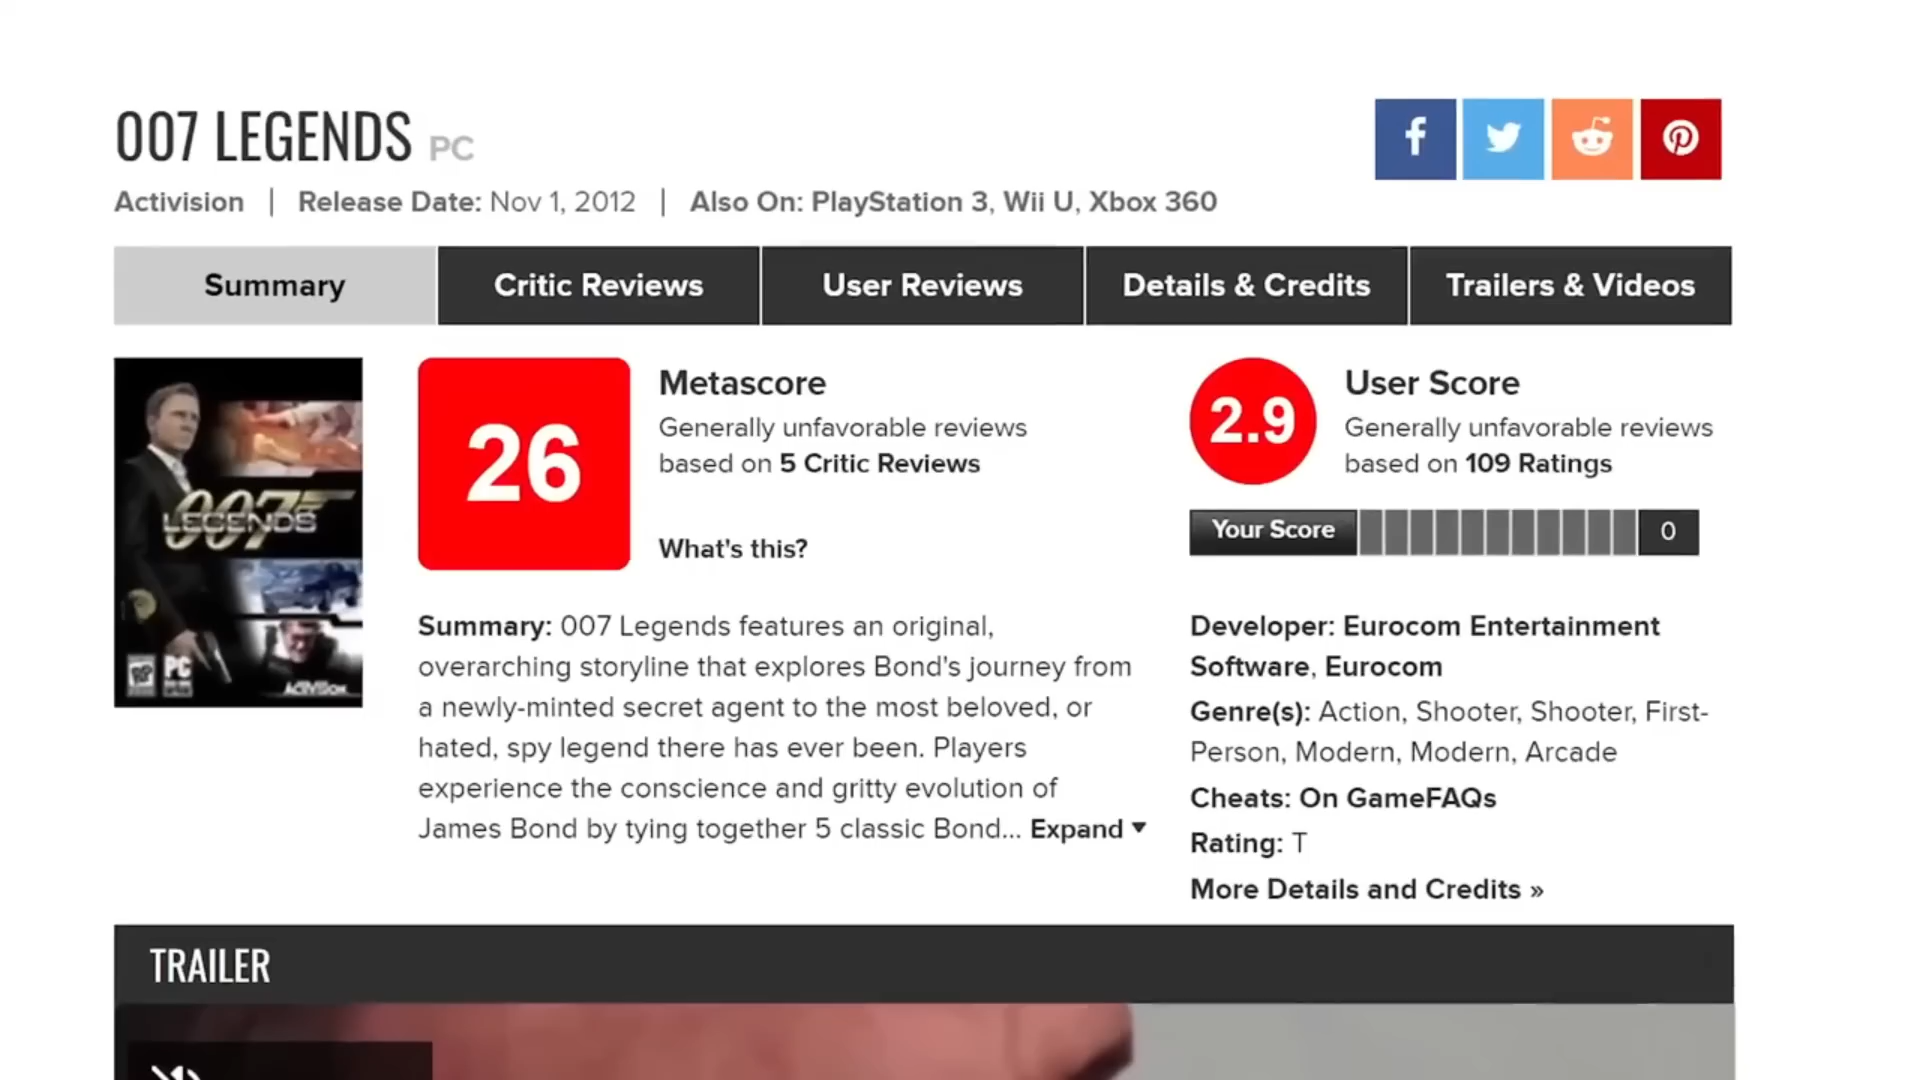 007 LEGENDS PC
Activision | Release Date: Nov 1, 2012 | Also On: PlayStation 3, Wii U, Xbox 360
Summary
Critic Reviews
User Reviews
Details & Credits
Trailers & Videos
007
LEGENDS
PC
ACTIVISION
26
Metascore
Generally unfavorable reviews
based on 5 Critic Reviews
What's this?
2.9
User Score
Generally unfavorable reviews
based on 109 Ratings
Your Score
0
Summary: 007 Legends features an original,
overarching storyline that explores Bond's journey from
a newly-minted secret agent to the most beloved, or
hated, spy legend there has ever been. Players
experience the conscience and gritty evolution of
James Bond by tying together 5 classic Bond... Expand
Developer: Eurocom Entertainment
Software, Eurocom
Genre(s): Action, Shooter, Shooter, First-
Person, Modern, Modern, Arcade
Cheats: On GameFAQs
Rating: T
More Details and Credits »
TRAILER